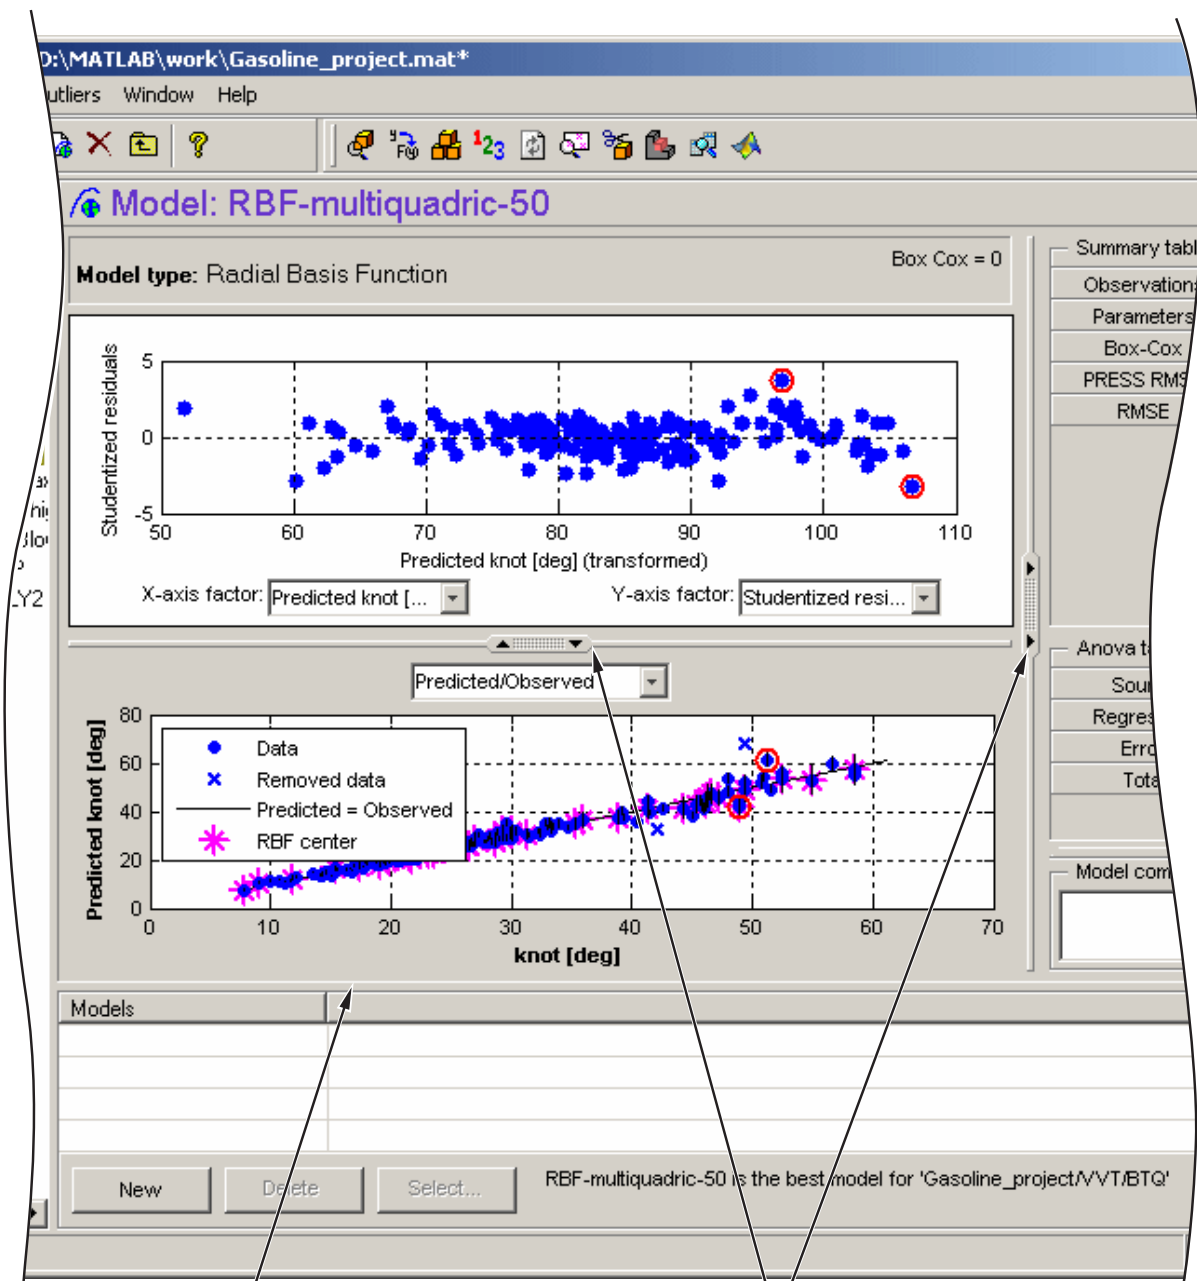 D:\MATLAB\work\Gasoline_project.mat*
utliers Window Help
Model: RBF-multiquadric-50
Model type: Radial Basis Function
Box Cox = 0
Studentized residuals
5
0
-5
50 60 70 80 90 100 110
Predicted knot [deg] (transformed)
X-axis factor: Predicted knot [...
Y-axis factor: Studentized resi...
Predicted/Observed
Predicted knot [deg]
80
60
40
20
0
Data
Removed data
Predicted = Observed
RBF center
0 10 20 30 40 50 60 70
knot [deg]
Summary tabl
Observation
Parameters
Box-Cox
PRESS RMS
RMSE
Anova t
Sour
Regres
Erro
Tota
Model com
_Y2
Models
New Delete Select...
RBF-multiquadric-50 is the best model for 'Gasoline_project/VVT/BTQ'